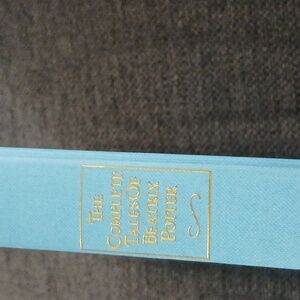 THE
COMPLETE
TALES OF
BEATRIX
POTTER